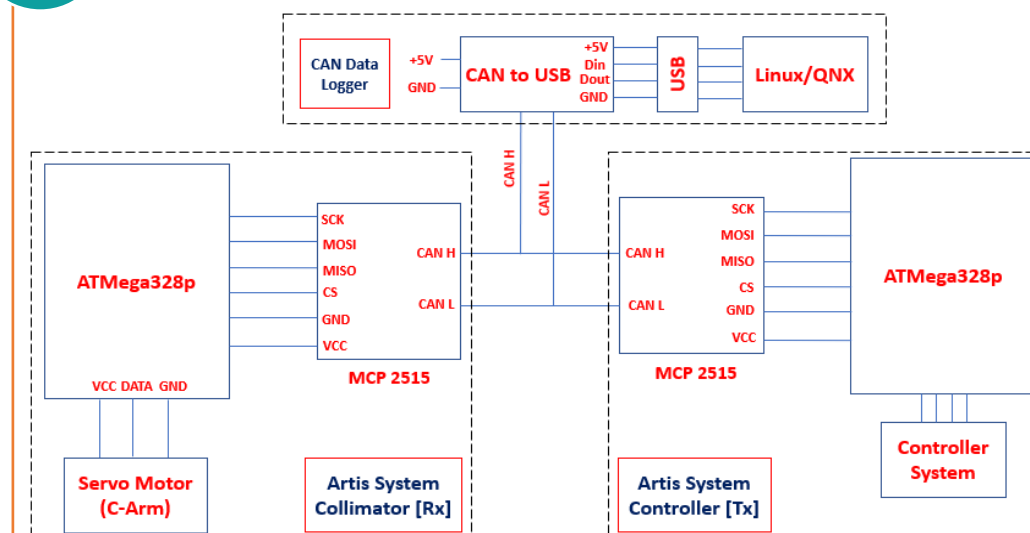 CAN Data
Logger
+5V
GND
CAN to USB
+5V
Din
Dout
GND
USB
Linux/QNX
CAN H
CAN L
ATMega328p
VCC DATA GND
SCK
MOSI
MISO
CS
GND
VCC
CAN H
CAN L
MCP 2515
Servo Motor
(C-Arm)
Artis System
Collimator [Rx]
CAN H
CAN L
SCK
MOSI
MISO
CS
GND
VCC
MCP 2515
ATMega328p
Controller
System
Artis System
Controller [Tx]